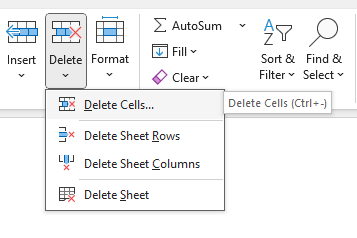 AutoSum
Insert
Delete
Format
Fill
Clear
Sort &
Filter
Find &
Select
Delete Cells...
Delete Cells (Ctrl+-)
Delete Sheet Rows
Delete Sheet Columns
Delete Sheet